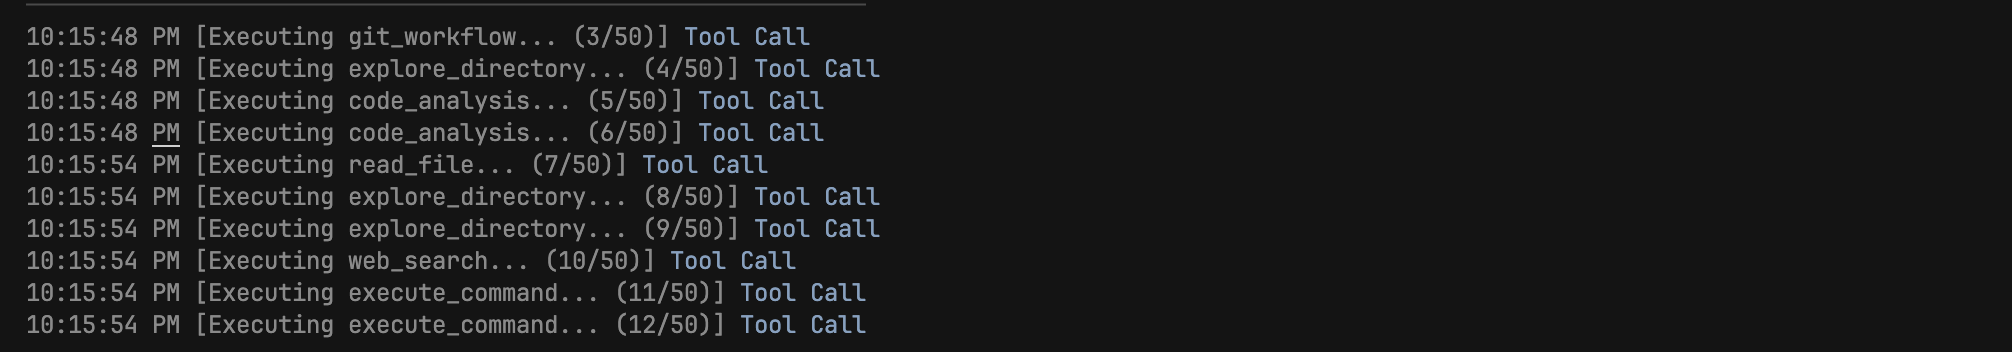 10:15:48 PM [Executing git_workflow... (3/50)] Tool Call
10:15:48 PM [Executing explore_directory... (4/50)] Tool Call
10:15:48 PM [Executing code_analysis... (5/50)] Tool Call
10:15:48 PM [Executing code_analysis... (6/50)] Tool Call
10:15:54 PM [Executing read_file... (7/50)] Tool Call
10:15:54 PM [Executing explore_directory... (8/50)] Tool Call
10:15:54 PM [Executing explore_directory... (9/50)] Tool Call
10:15:54 PM [Executing web_search... (10/50)] Tool Call
10:15:54 PM [Executing execute_command... (11/50)] Tool Call
10:15:54 PM [Executing execute_command... (12/50)] Tool Call